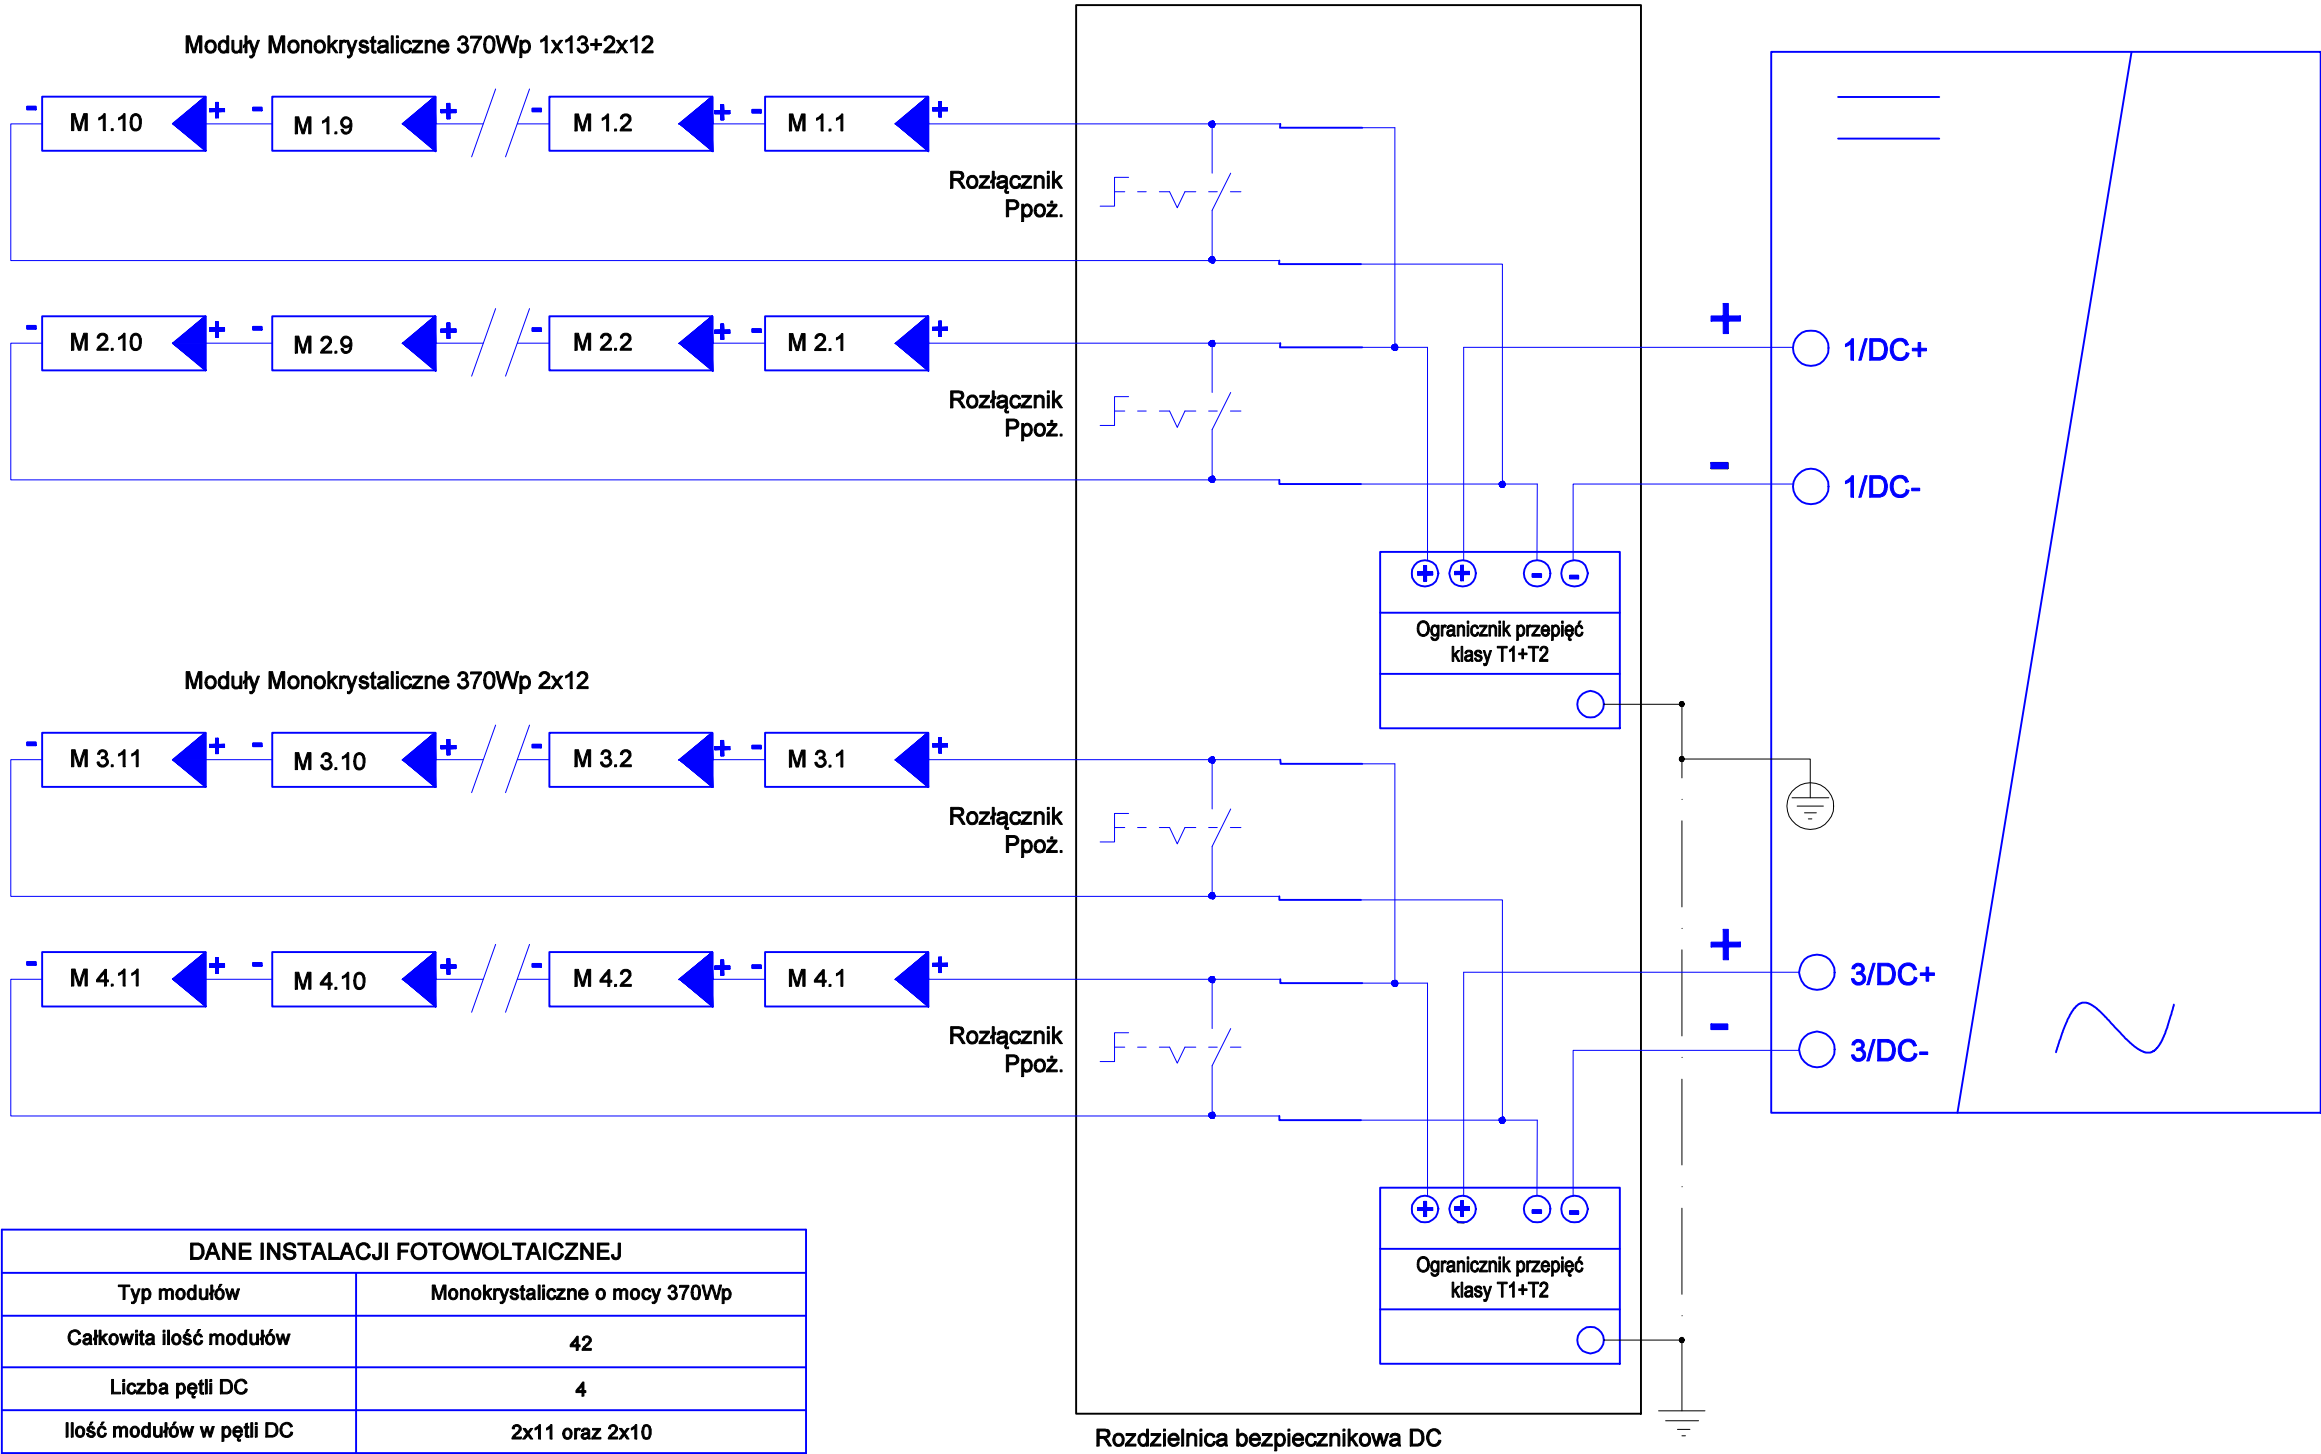 Moduły Monokrystaliczne 370Wp 1x13+2x12
- M 1.10 + - M 1.9 + - M 1.2 + - M 1.1 +
Rozłącznik
Ppoż.
- M 2.10 + - M 2.9 + - M 2.2 + - M 2.1 +
Rozłącznik
Ppoż.
+
1/DC+
-
1/DC-
+ + - -
Ogranicznik przepięć
klasy T1+T2
Moduły Monokrystaliczne 370Wp 2x12
- M 3.11 + - M 3.10 + - M 3.2 + - M 3.1 +
Rozłącznik
Ppoż.
- M 4.11 + - M 4.10 + - M 4.2 + - M 4.1 +
Rozłącznik
Ppoż.
+
3/DC+
-
3/DC-
+ + - -
Ogranicznik przepięć
klasy T1+T2
DANE INSTALACJI FOTOWOLTAICZNEJ
Typ modułów Monokrystaliczne o mocy 370Wp
Całkowita ilość modułów 42
Liczba pętli DC 4
Ilość modułów w pętli DC 2x11 oraz 2x10
Rozdzielnica bezpiecznikowa DC